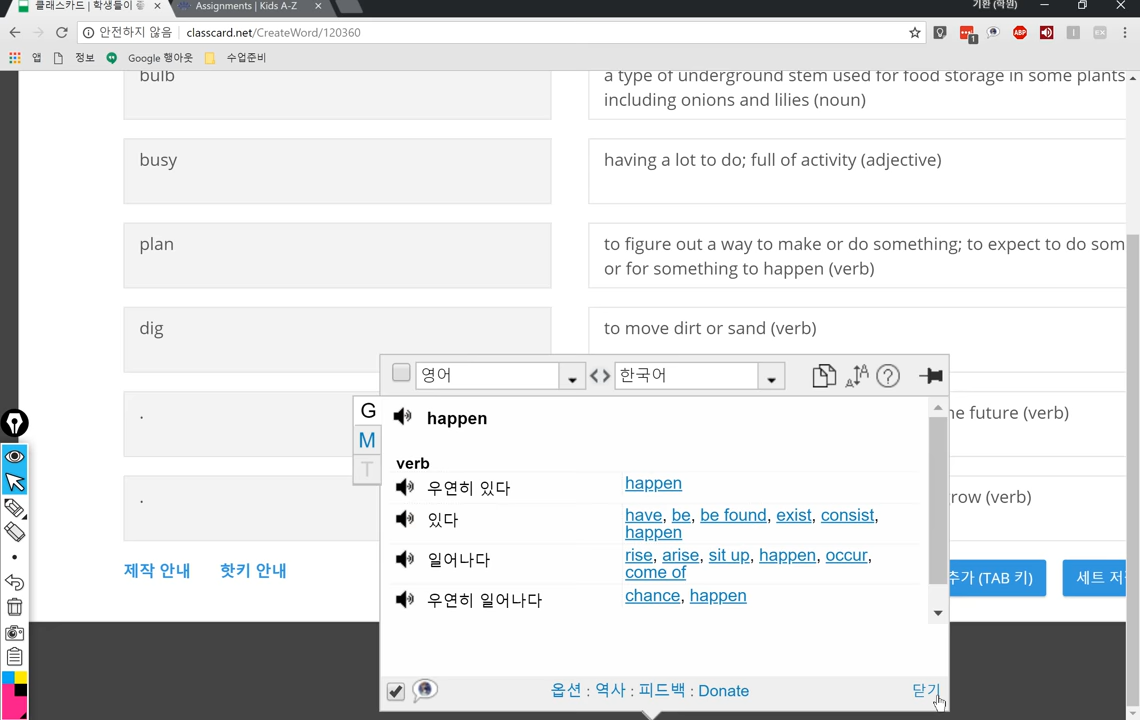 클래스카드 | 학생들이 좋
Assignments | Kids A-Z
기환 (학원)
안전하지 않음
classcard.net/CreateWord/120360
ABP
1
앱
정보
Google 행아웃
수업준비
bulb
a type of underground stem used for food storage in some plants
including onions and lilies (noun)
busy
having a lot to do; full of activity (adjective)
plan
to figure out a way to make or do something; to expect to do som
or for something to happen (verb)
dig
to move dirt or sand (verb)
.
he future (verb)
.
row (verb)
제작 안내
핫키 안내
추가 (TAB 키)
세트 저
영어
한국어
G
M
T
happen
verb
우연히 있다
happen
있다
have, be, be found, exist, consist,
happen
일어나다
rise, arise, sit up, happen, occur,
come of
우연히 일어나다
chance, happen
옵션 : 역사 : 피드백 : Donate
닫기